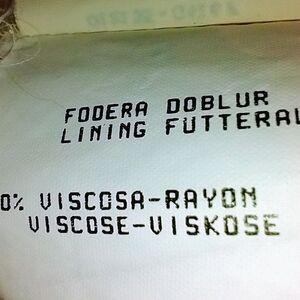 FODERA DOBLUR
LINING FUTTERAL
0% VISCOSA-RAYON
VISCOSE-VISKOSE